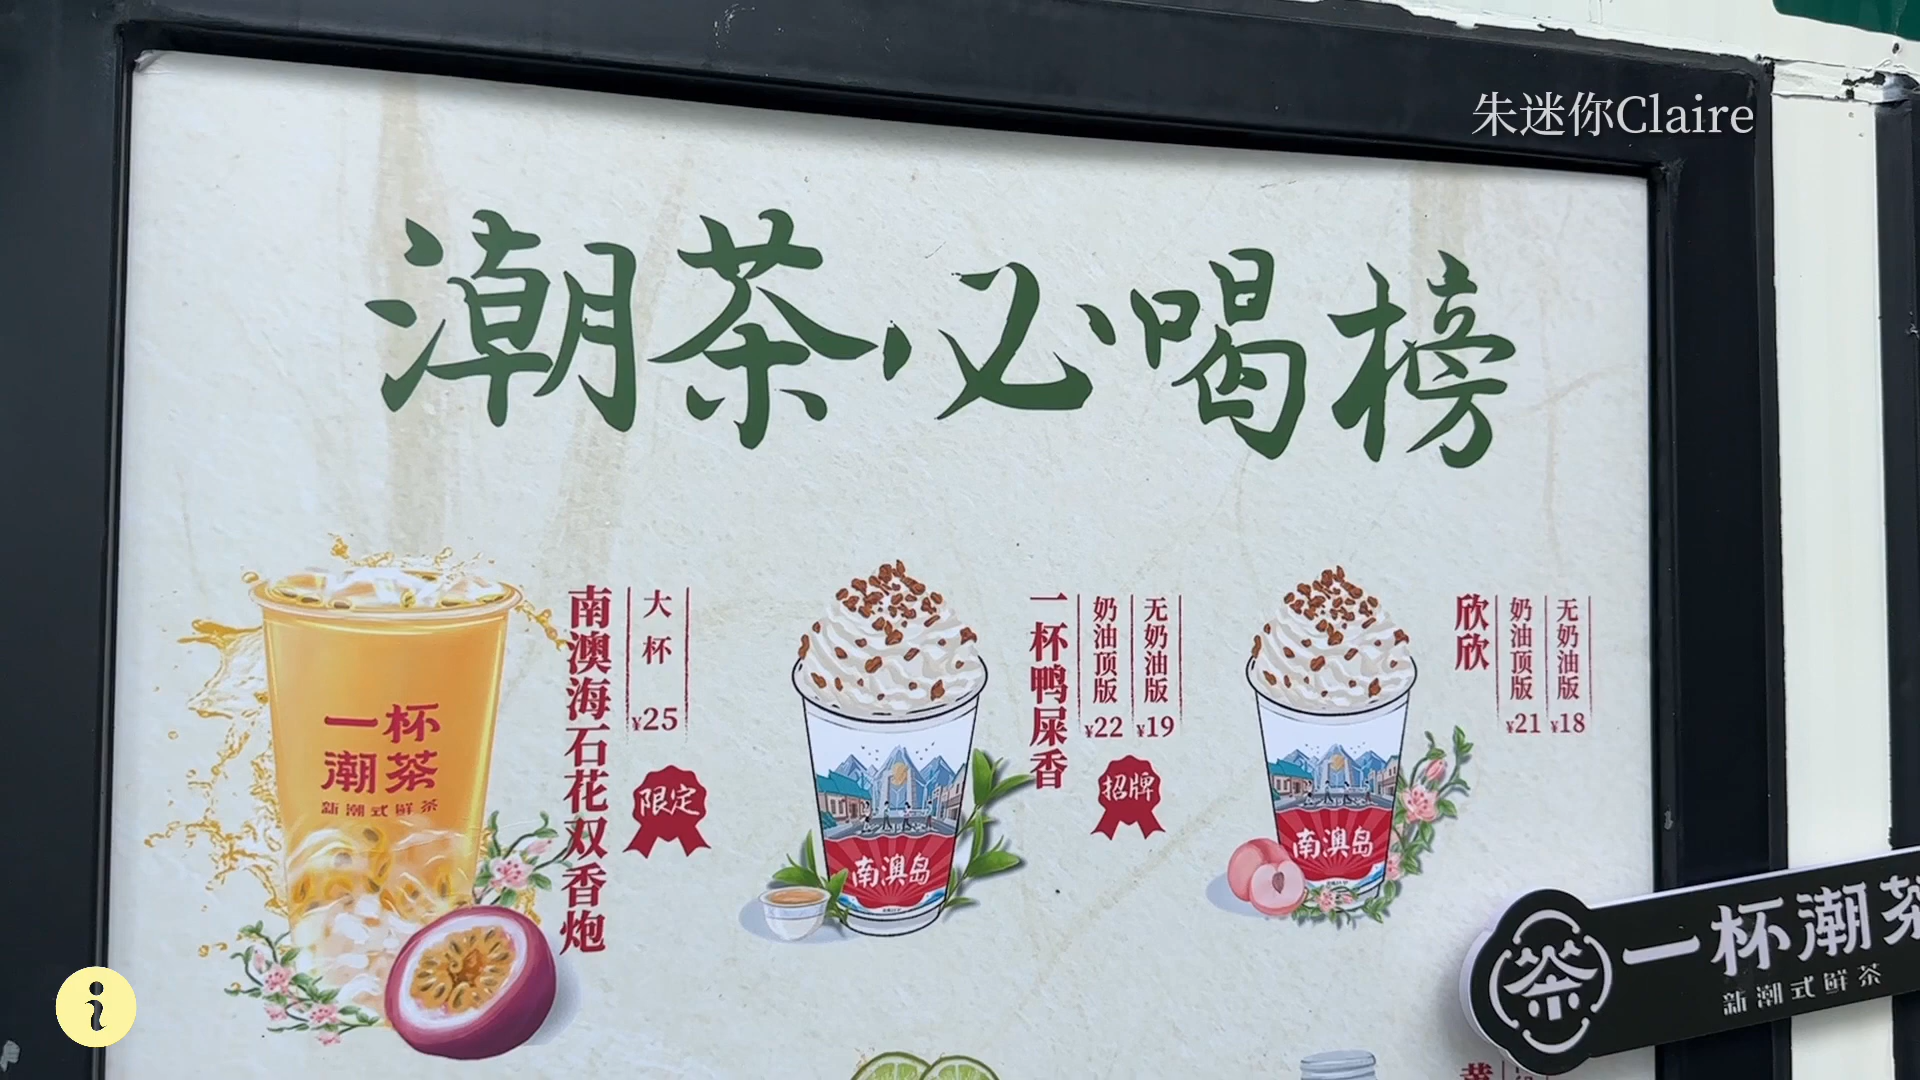 朱迷你Claire
潮茶·必喝榜
南澳海石花双香炮
大杯 ¥25
限定
一杯
潮茶
新潮式鲜茶
一杯鸭屎香
奶油顶版 ¥22
无奶油版 ¥19
招牌
南澳岛
欣欣
奶油顶版 ¥21
无奶油版 ¥18
南澳岛
茶
一杯潮茶
新潮式鲜茶